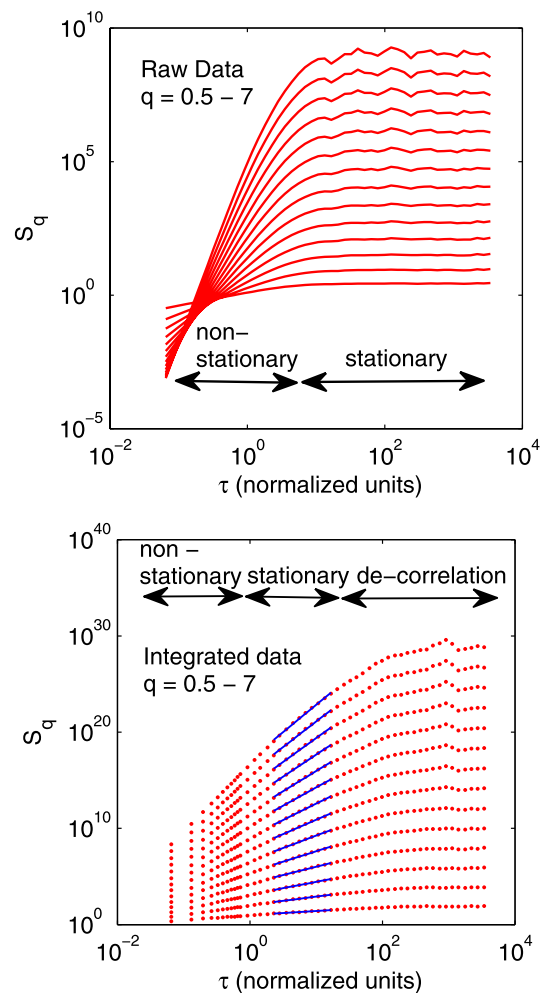 10^10
Raw Data
q = 0.5 − 7
10^5
S_q
10^0
non−
stationary
stationary
10^−5
10^−2
10^0
10^2
10^4
τ (normalized units)
10^40
non −
stationary stationary de−correlation
10^30
Integrated data
q = 0.5 − 7
S_q
10^20
10^10
10^0
10^−2
10^0
10^2
10^4
τ (normalized units)